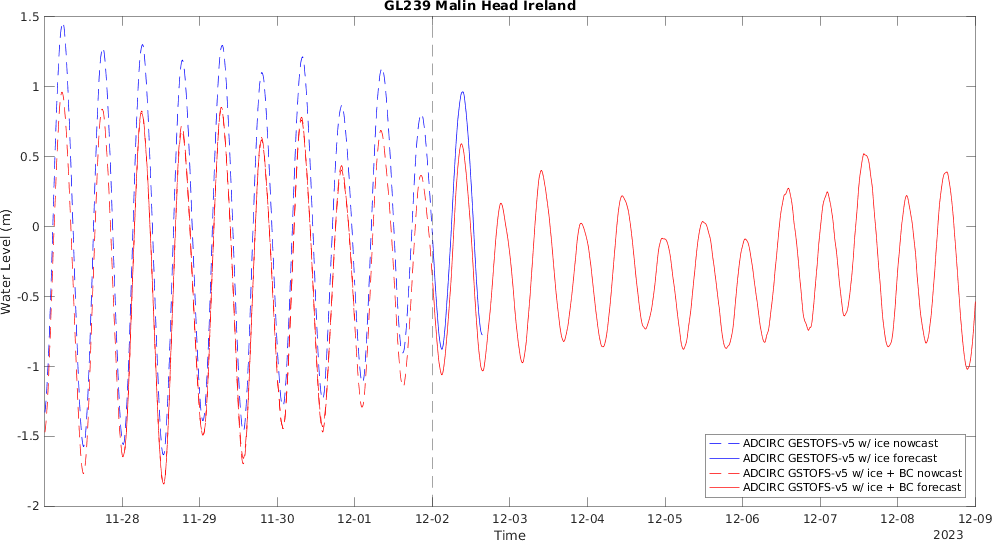 GL239 Malin Head Ireland
1.5
1
0.5
0
-0.5
-1
-1.5
-2
Water Level (m)
ADCIRC GESTOFS-v5 w/ ice nowcast
ADCIRC GESTOFS-v5 w/ ice forecast
ADCIRC GSTOFS-v5 w/ ice + BC nowcast
ADCIRC GSTOFS-v5 w/ ice + BC forecast
11-28 11-29 11-30 12-01 12-02 12-03 12-04 12-05 12-06 12-07 12-08 12-09
Time
2023